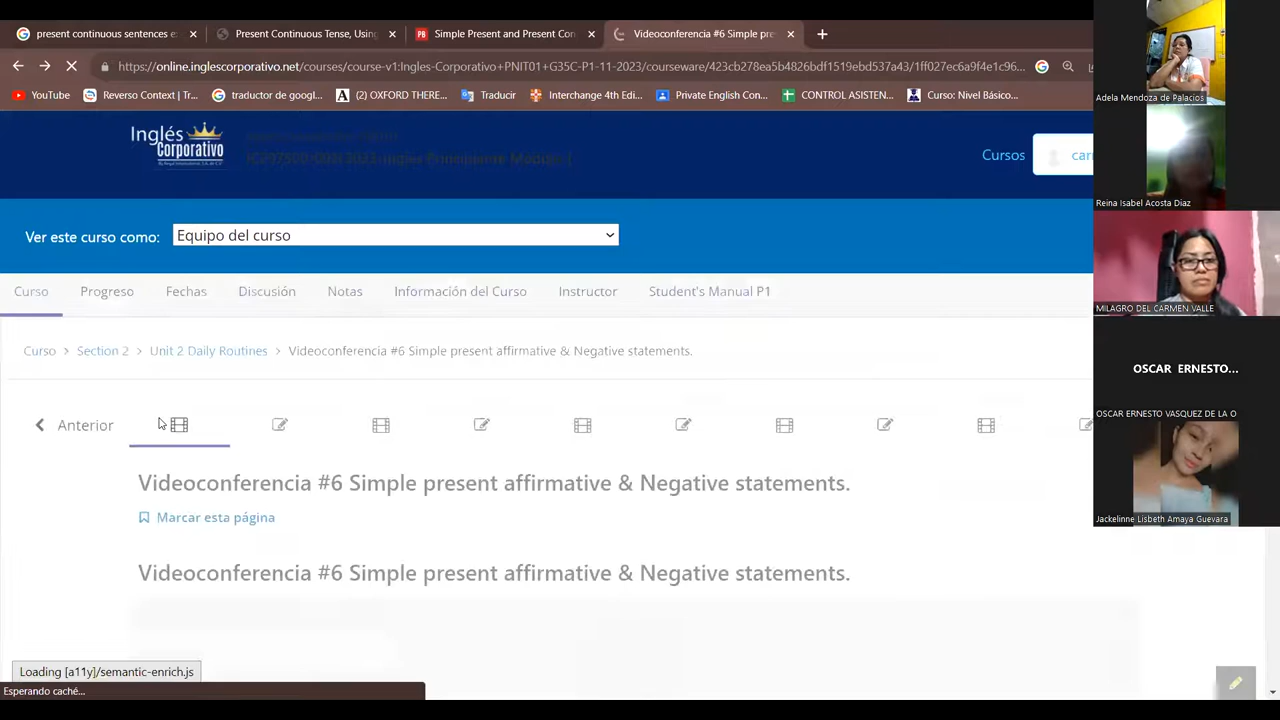 present continuous sentences e
Present Continuous Tense, Usin
Simple Present and Present Con
Videoconferencia #6 Simple pre
https://online.inglescorporativo.net/courses/course-v1:Ingles-Corporativo+PNIT01+G35C-P1-11-2023/courseware/423cb278ea5b4826bdf1519ebd537a43/1ff027ec6a9f4e1c96...
YouTube
Reverso Context | Tr...
traductor de googl...
(2) OXFORD THERE...
Traducir
Interchange 4th Edi...
Private English Con...
CONTROL ASISTEN...
Curso: Nivel Básico...
Inglés
Corporativo
Cursos
carr
Ver este curso como:
Equipo del curso
Curso
Progreso
Fechas
Discusión
Notas
Información del Curso
Instructor
Student's Manual P1
Curso > Section 2 > Unit 2 Daily Routines > Videoconferencia #6 Simple present affirmative & Negative statements.
Anterior
Videoconferencia #6 Simple present affirmative & Negative statements.
Marcar esta página
Videoconferencia #6 Simple present affirmative & Negative statements.
Loading [a11y]/semantic-enrich.js
Esperando caché...
Adela Mendoza de Palacios
Reina Isabel Acosta Diaz
MILAGRO DEL CARMEN VALLE
OSCAR ERNESTO...
OSCAR ERNESTO VASQUEZ DE LA O
Jackelinne Lisbeth Amaya Guevara